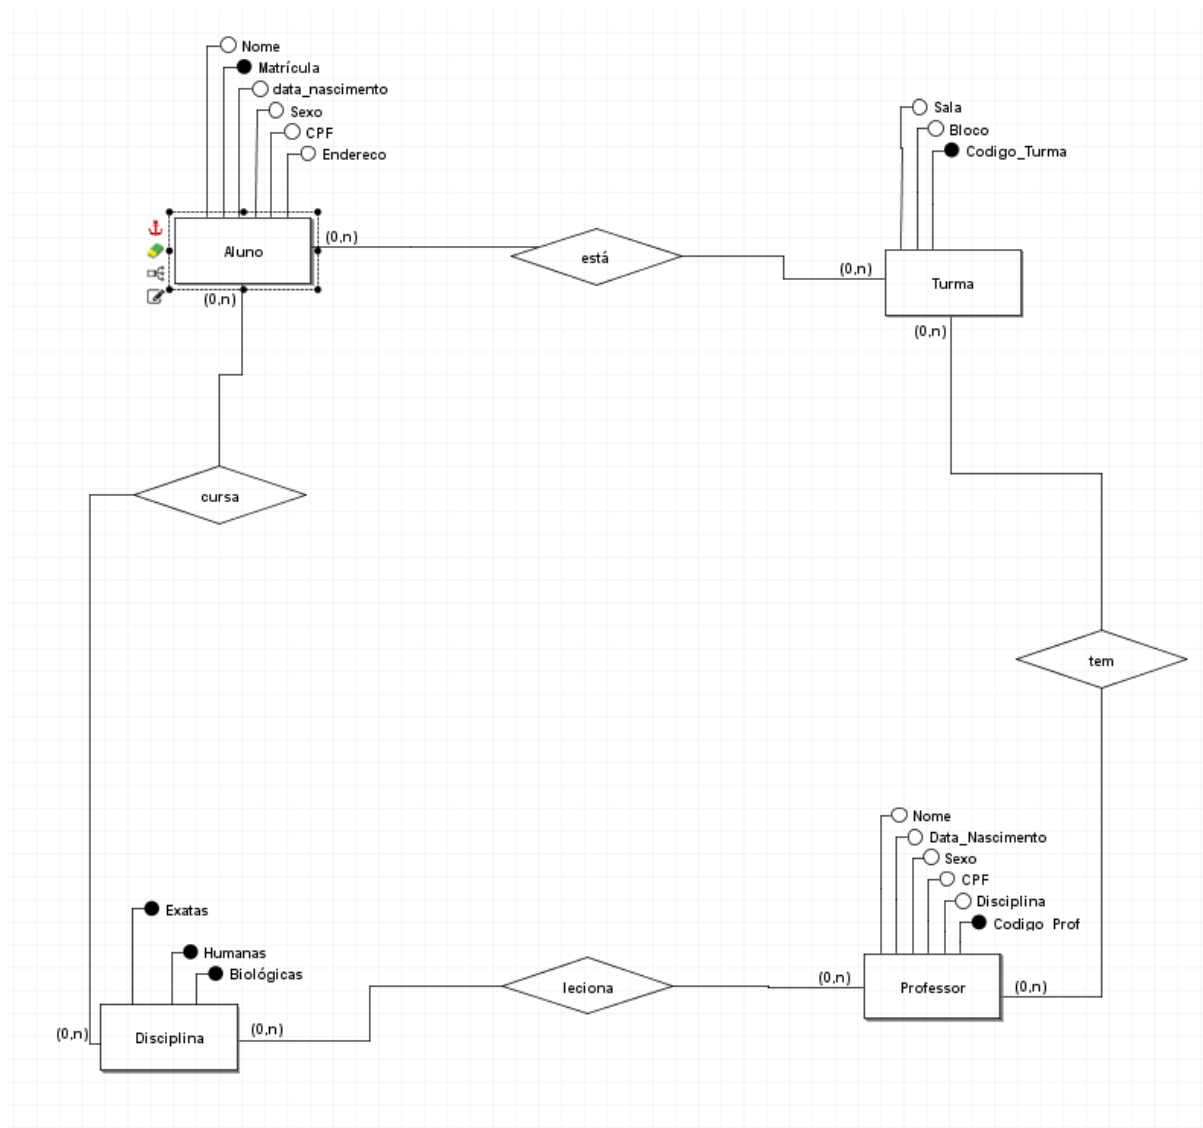 Nome
Matrícula
data_nascimento
Sexo
CPF
Endereco
Sala
Bloco
Codigo_Turma
Aluno
(0,n)
está
(0,n)
Turma
(0,n)
(0,n)
cursa
tem
Nome
Data_Nascimento
Sexo
CPF
Disciplina
Codigo_Prof
Exatas
Humanas
Biológicas
(0,n)
Disciplina
(0,n)
leciona
(0,n)
Professor
(0,n)